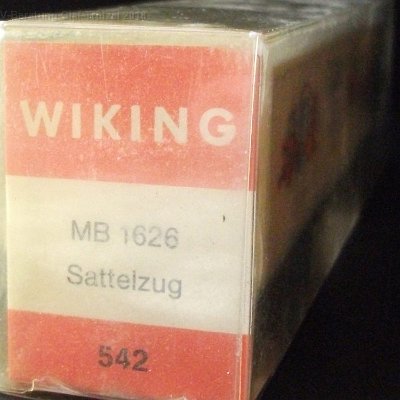 WIKING
MB 1626
Sattelzug
542